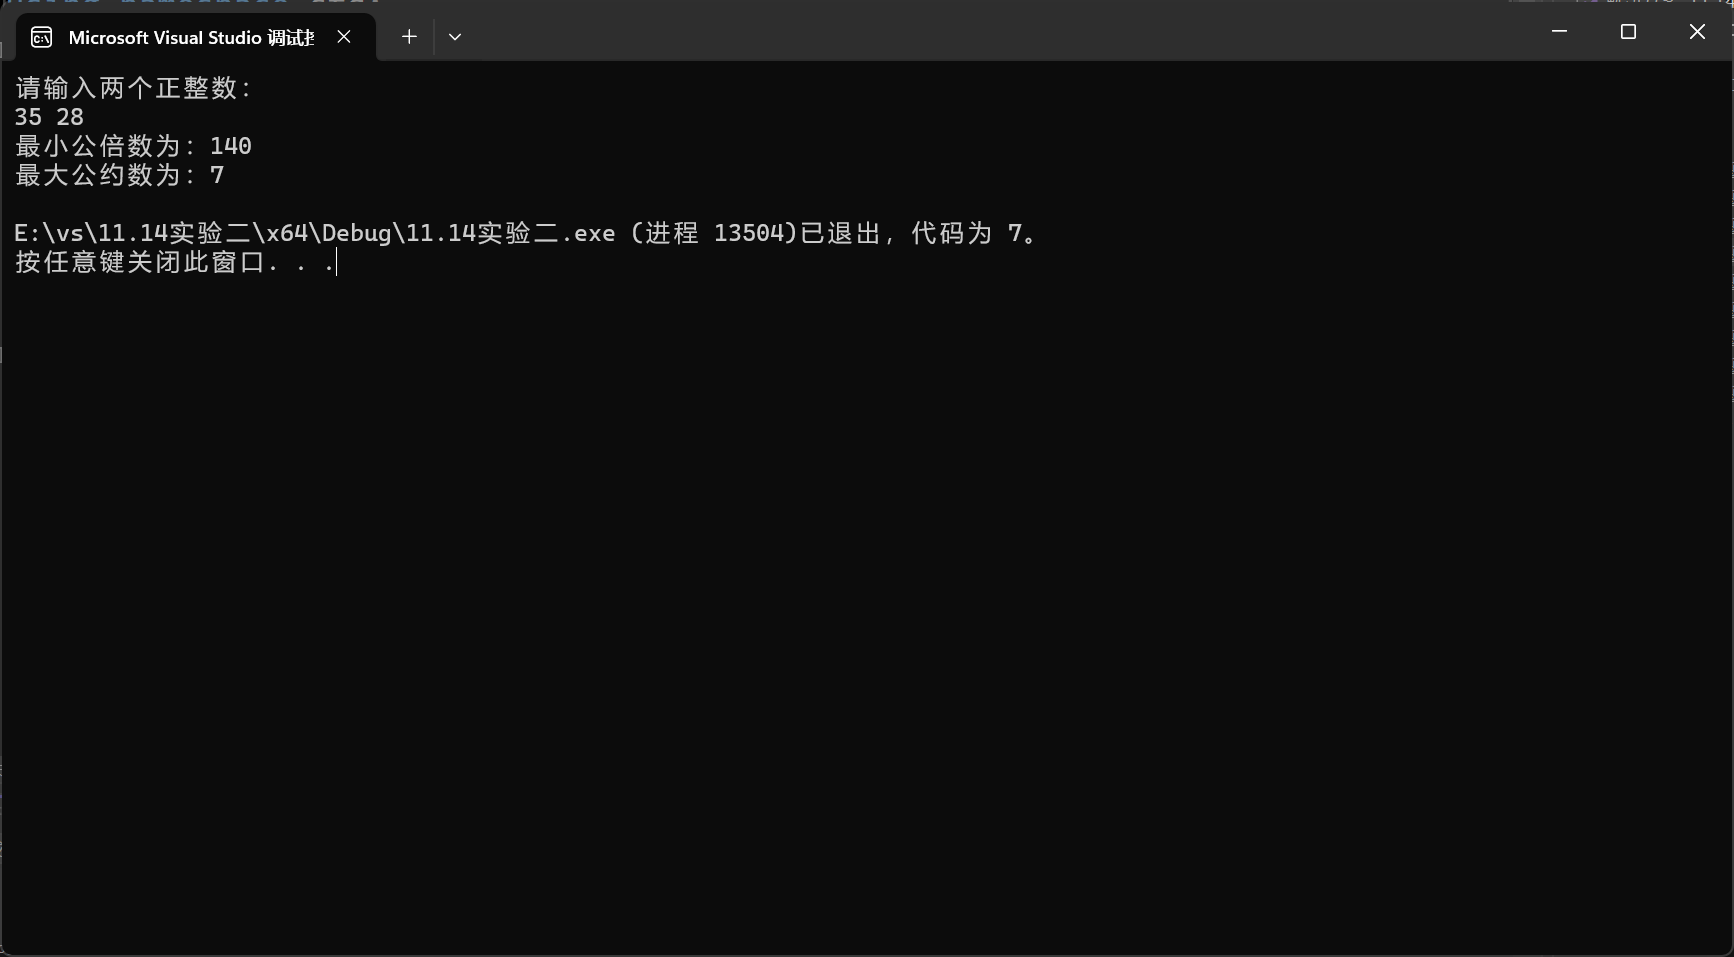 Microsoft Visual Studio 调试
请输入两个正整数：
35 28
最小公倍数为：140
最大公约数为：7
E:\vs\11.14实验二\x64\Debug\11.14实验二.exe (进程 13504)已退出，代码为 7。
按任意键关闭此窗口. . .